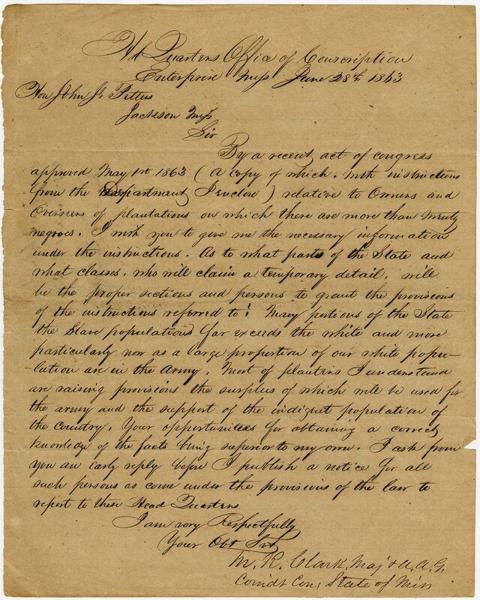 Hd Quarters Office of Conscription
Enterprise Miss June 28th 1863
Hon John J. Pettus
Jackson Miss
Sir
By a recent act of congress
approved May 1st 1863 (a copy of which, with instructions
from the Department I enclose) relative to Owners and
Overseers of plantations on which there are more than twenty
negroes. I wish you to give me the necessary information
under the instructions. As to what parts of the State and
what classes, who will claim a temporary detail, will
be the proper sections and persons to grant the provisions
of the instructions referred to: Many portions of the State
the Slave population far exceeds the white and more
particularly now as a large proportion of our white popu-
-lation are in the Army. Most of planters I understand
are raising provisions the surplus of which will be used for
the army and the support of the indigent population of
the Country. Your opportunities for obtaining a correct
knowledge of the facts being superior to my own. I ask from
you an early reply before I publish a notice for all
such persons as come under the provisions of the law to
report to these Head Quarters
I am very Respectfully
Your Obt Svt
M. R. Clark, Maj & A. A. G.
Comdt Con, State of Miss